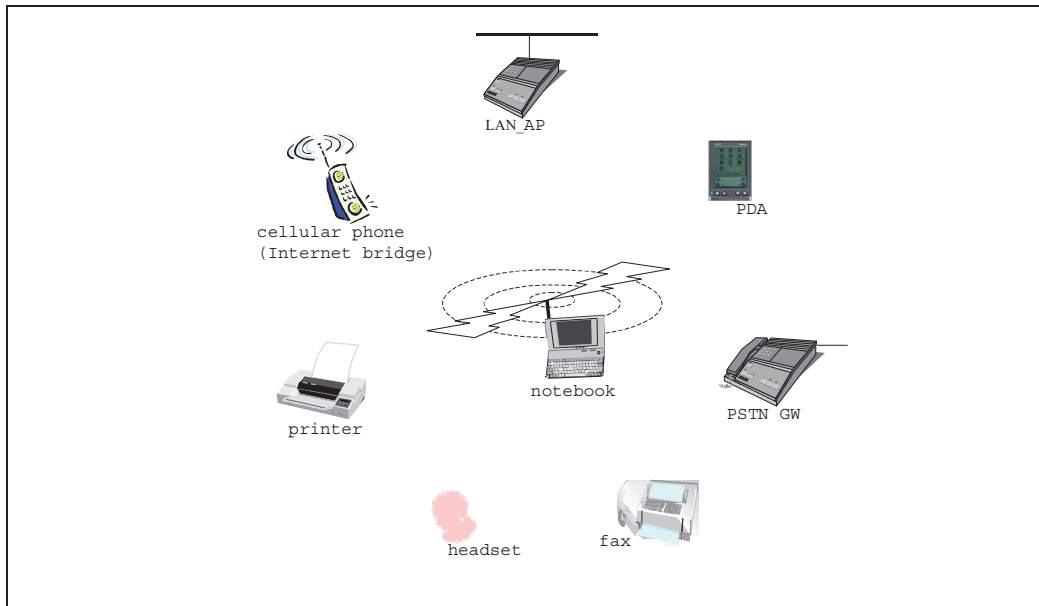 LAN_AP
PDA
cellular phone
(Internet bridge)
notebook
PSTN GW
printer
headset
fax